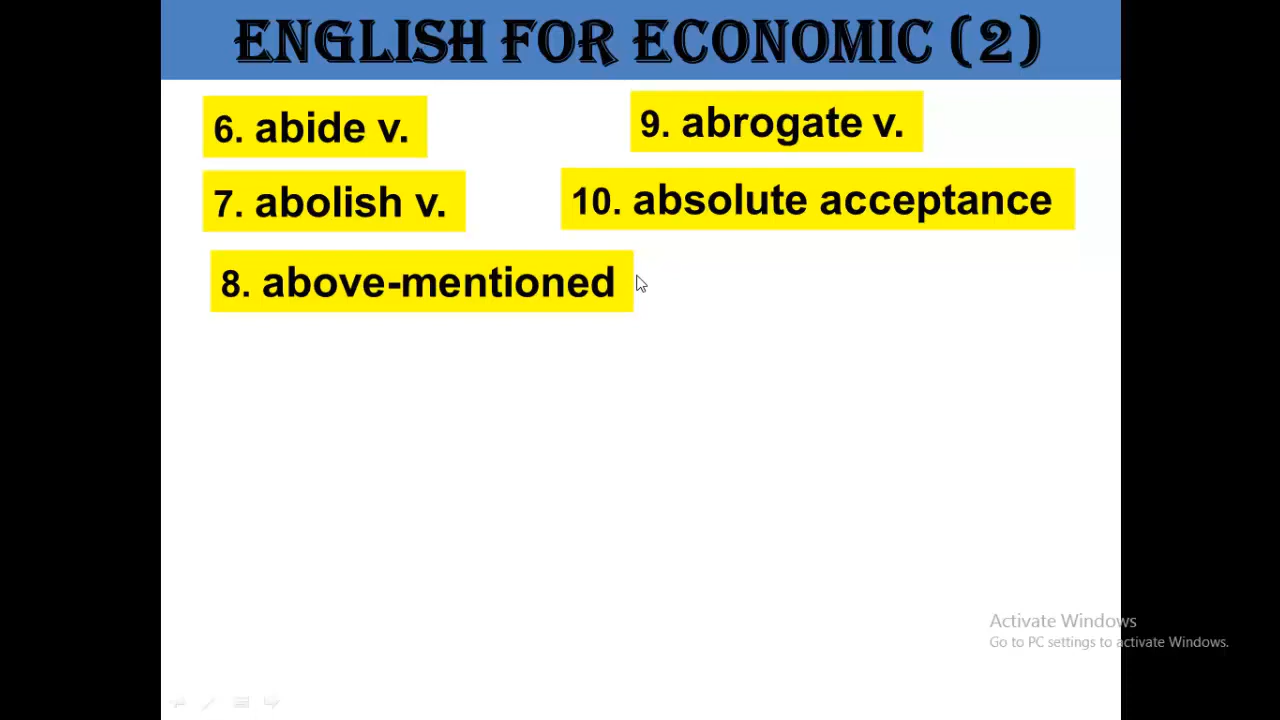 ENGLISH FOR ECONOMIC (2)
6. abide v.
7. abolish v.
8. above-mentioned
9. abrogate v.
10. absolute acceptance
Activate Windows
Go to PC settings to activate Windows.